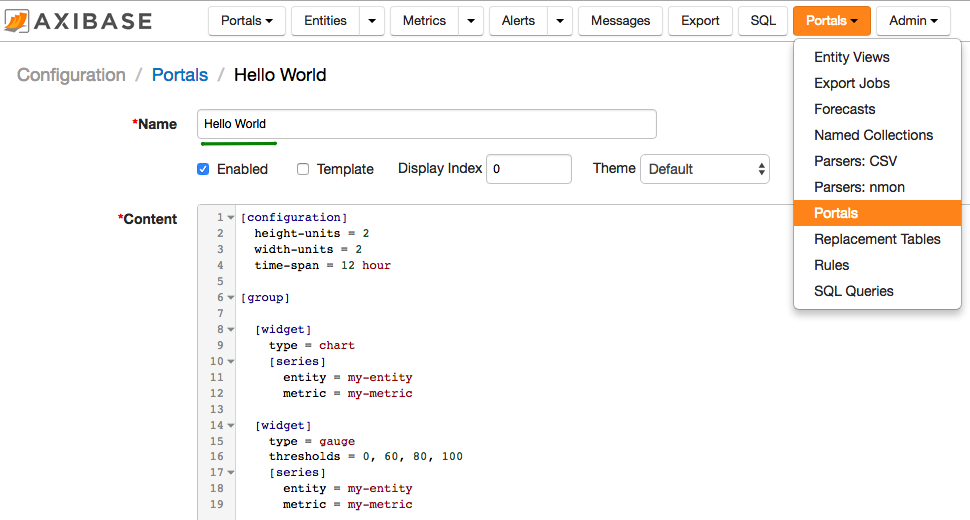 AXIBASE
Portals Entities Metrics Alerts Messages Export SQL Portals Admin
Configuration / Portals / Hello World
*Name Hello World
Enabled Template Display Index 0 Theme Default
*Content
1 [configuration]
2 height-units = 2
3 width-units = 2
4 time-span = 12 hour
5
6 [group]
7
8 [widget]
9 type = chart
10 [series]
11 entity = my-entity
12 metric = my-metric
13
14 [widget]
15 type = gauge
16 thresholds = 0, 60, 80, 100
17 [series]
18 entity = my-entity
19 metric = my-metric
Entity Views
Export Jobs
Forecasts
Named Collections
Parsers: CSV
Parsers: nmon
Portals
Replacement Tables
Rules
SQL Queries